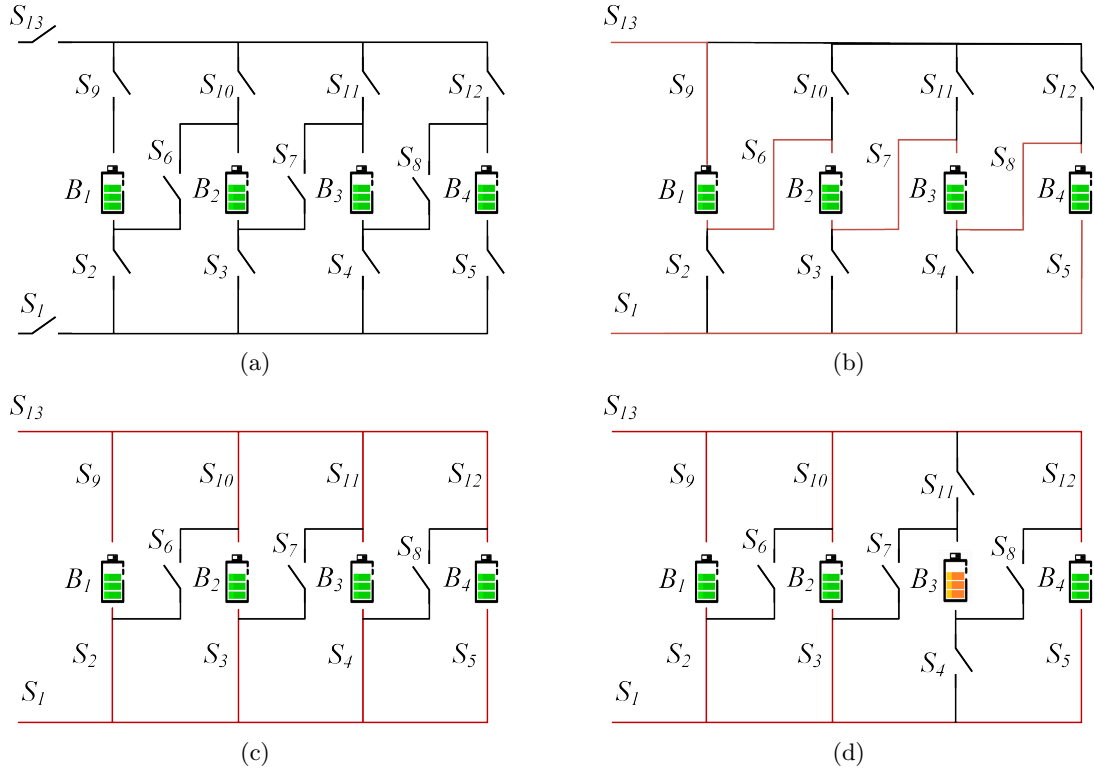 S13
S9 S10 S11 S12
S6 S7 S8
B1 B2 B3 B4
S2 S3 S4 S5
S1
(a)
S13
S9 S10 S11 S12
S6 S7 S8
B1 B2 B3 B4
S2 S3 S4 S5
S1
(b)
S13
S9 S10 S11 S12
S6 S7 S8
B1 B2 B3 B4
S2 S3 S4 S5
S1
(c)
S13
S9 S10 S11 S12
S6 S7 S8
B1 B2 B3 B4
S2 S3 S4 S5
S1
(d)